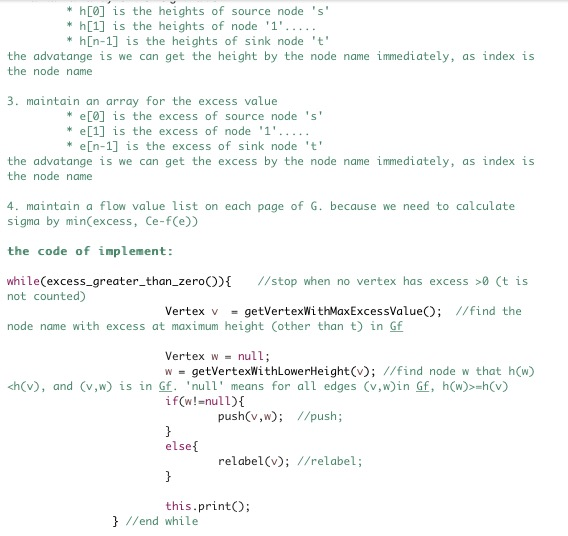 * h[0] is the heights of source node 's'
* h[1] is the heights of node '1'.....
* h[n-1] is the heights of sink node 't'
the advatange is we can get the height by the node name immediately, as index is
the node name
3. maintain an array for the excess value
* e[0] is the excess of source node 's'
* e[1] is the excess of node '1'.....
* e[n-1] is the excess of sink node 't'
the advatange is we can get the excess by the node name immediately, as index is
the node name
4. maintain a flow value list on each page of G. because we need to calculate
sigma by min(excess, Ce-f(e))
the code of implement:
while(excess_greater_than_zero()){ //stop when no vertex has excess >0 (t is
not counted)
Vertex v = getVertexWithMaxExcessValue(); //find the
node name with excess at maximum height (other than t) in Gf
Vertex w = null;
w = getVertexWithLowerHeight(v); //find node w that h(w)
<h(v), and (v,w) is in Gf. 'null' means for all edges (v,w)in Gf, h(w)>=h(v)
if(w!=null){
push(v,w); //push;
}
else{
relabel(v); //relabel;
}
this.print();
} //end while